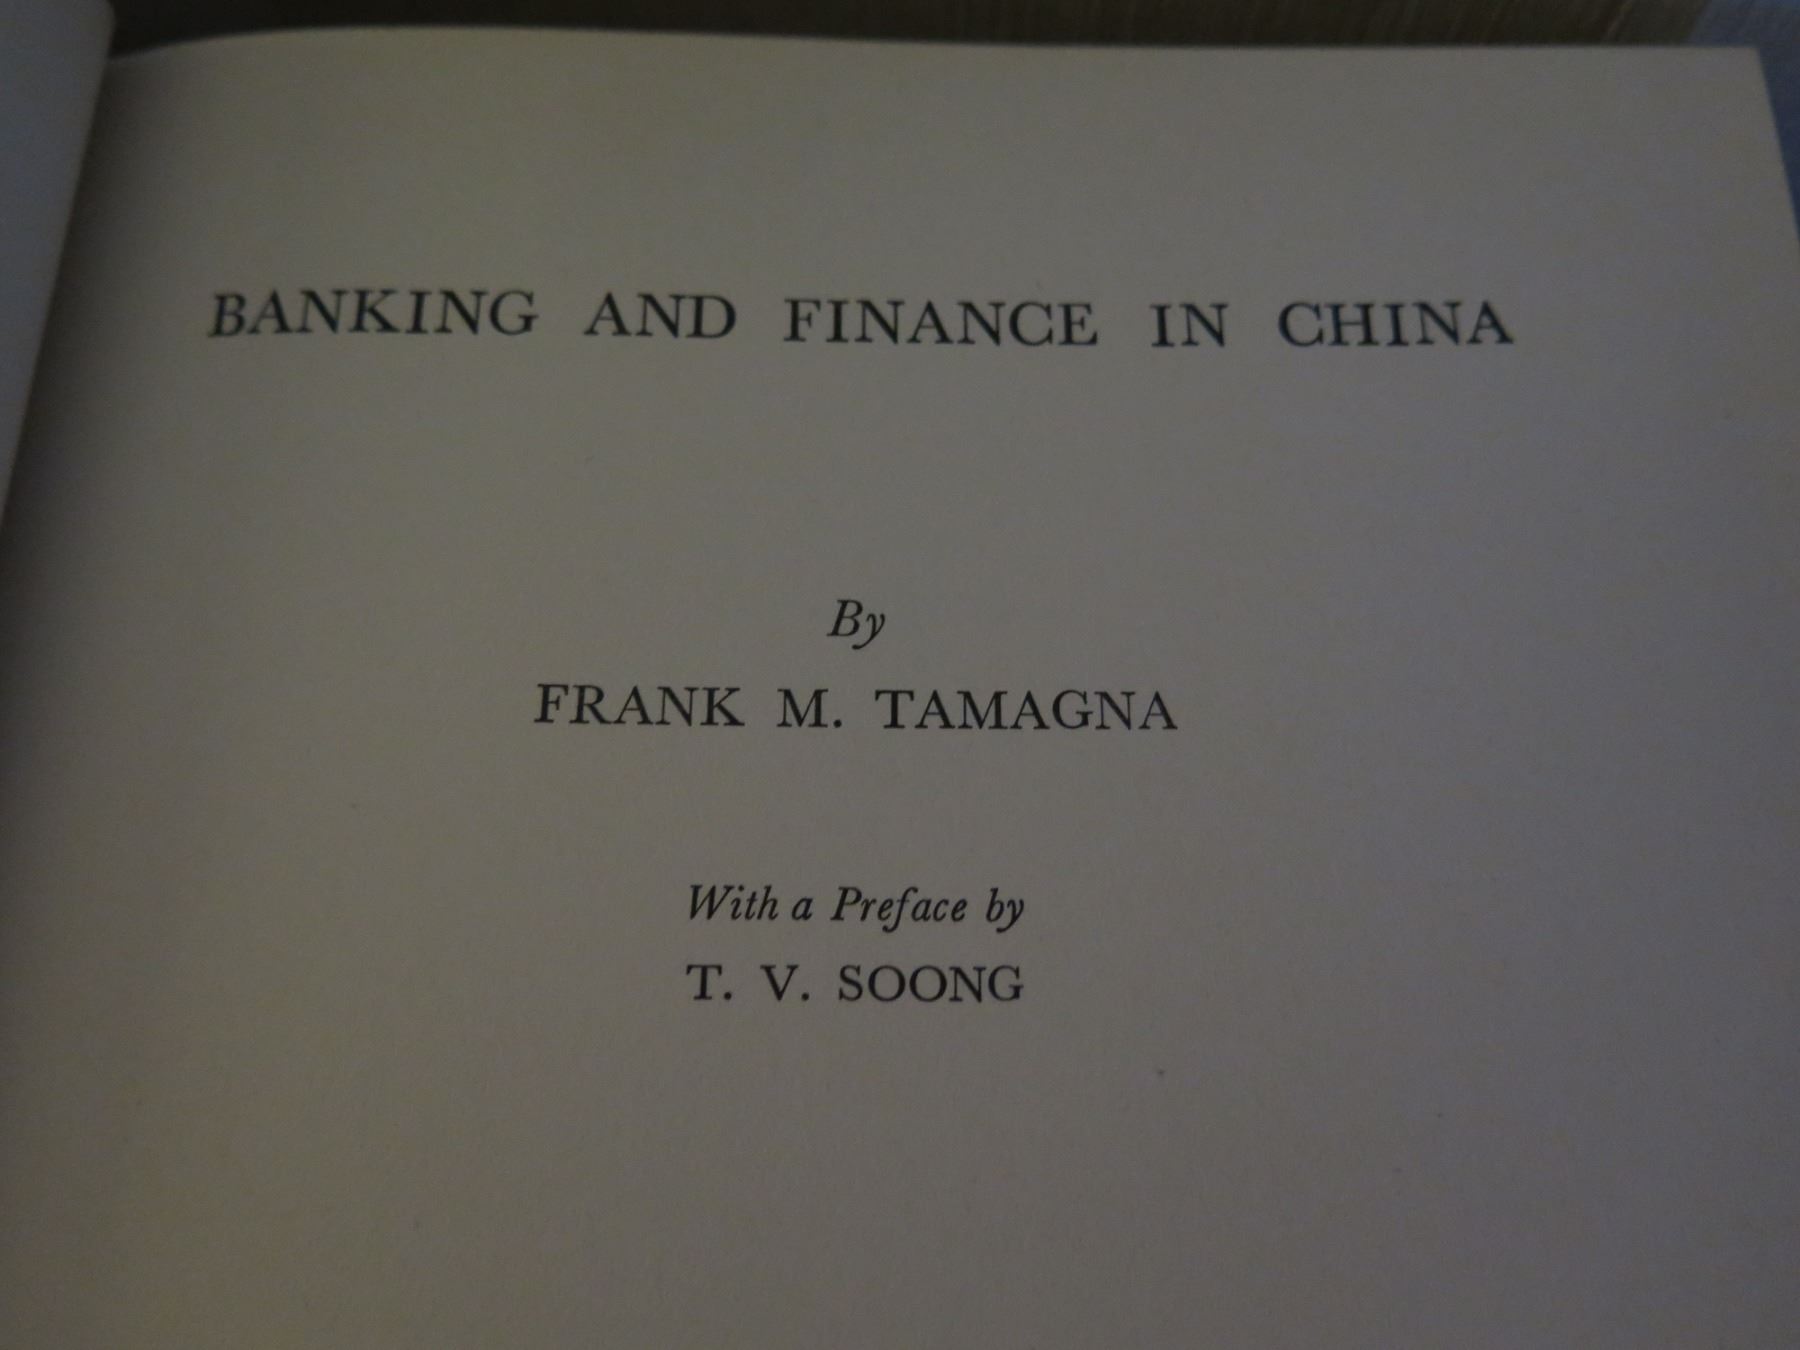 BANKING AND FINANCE IN CHINA
By
FRANK M. TAMAGNA
With a Preface by
T. V. SOONG